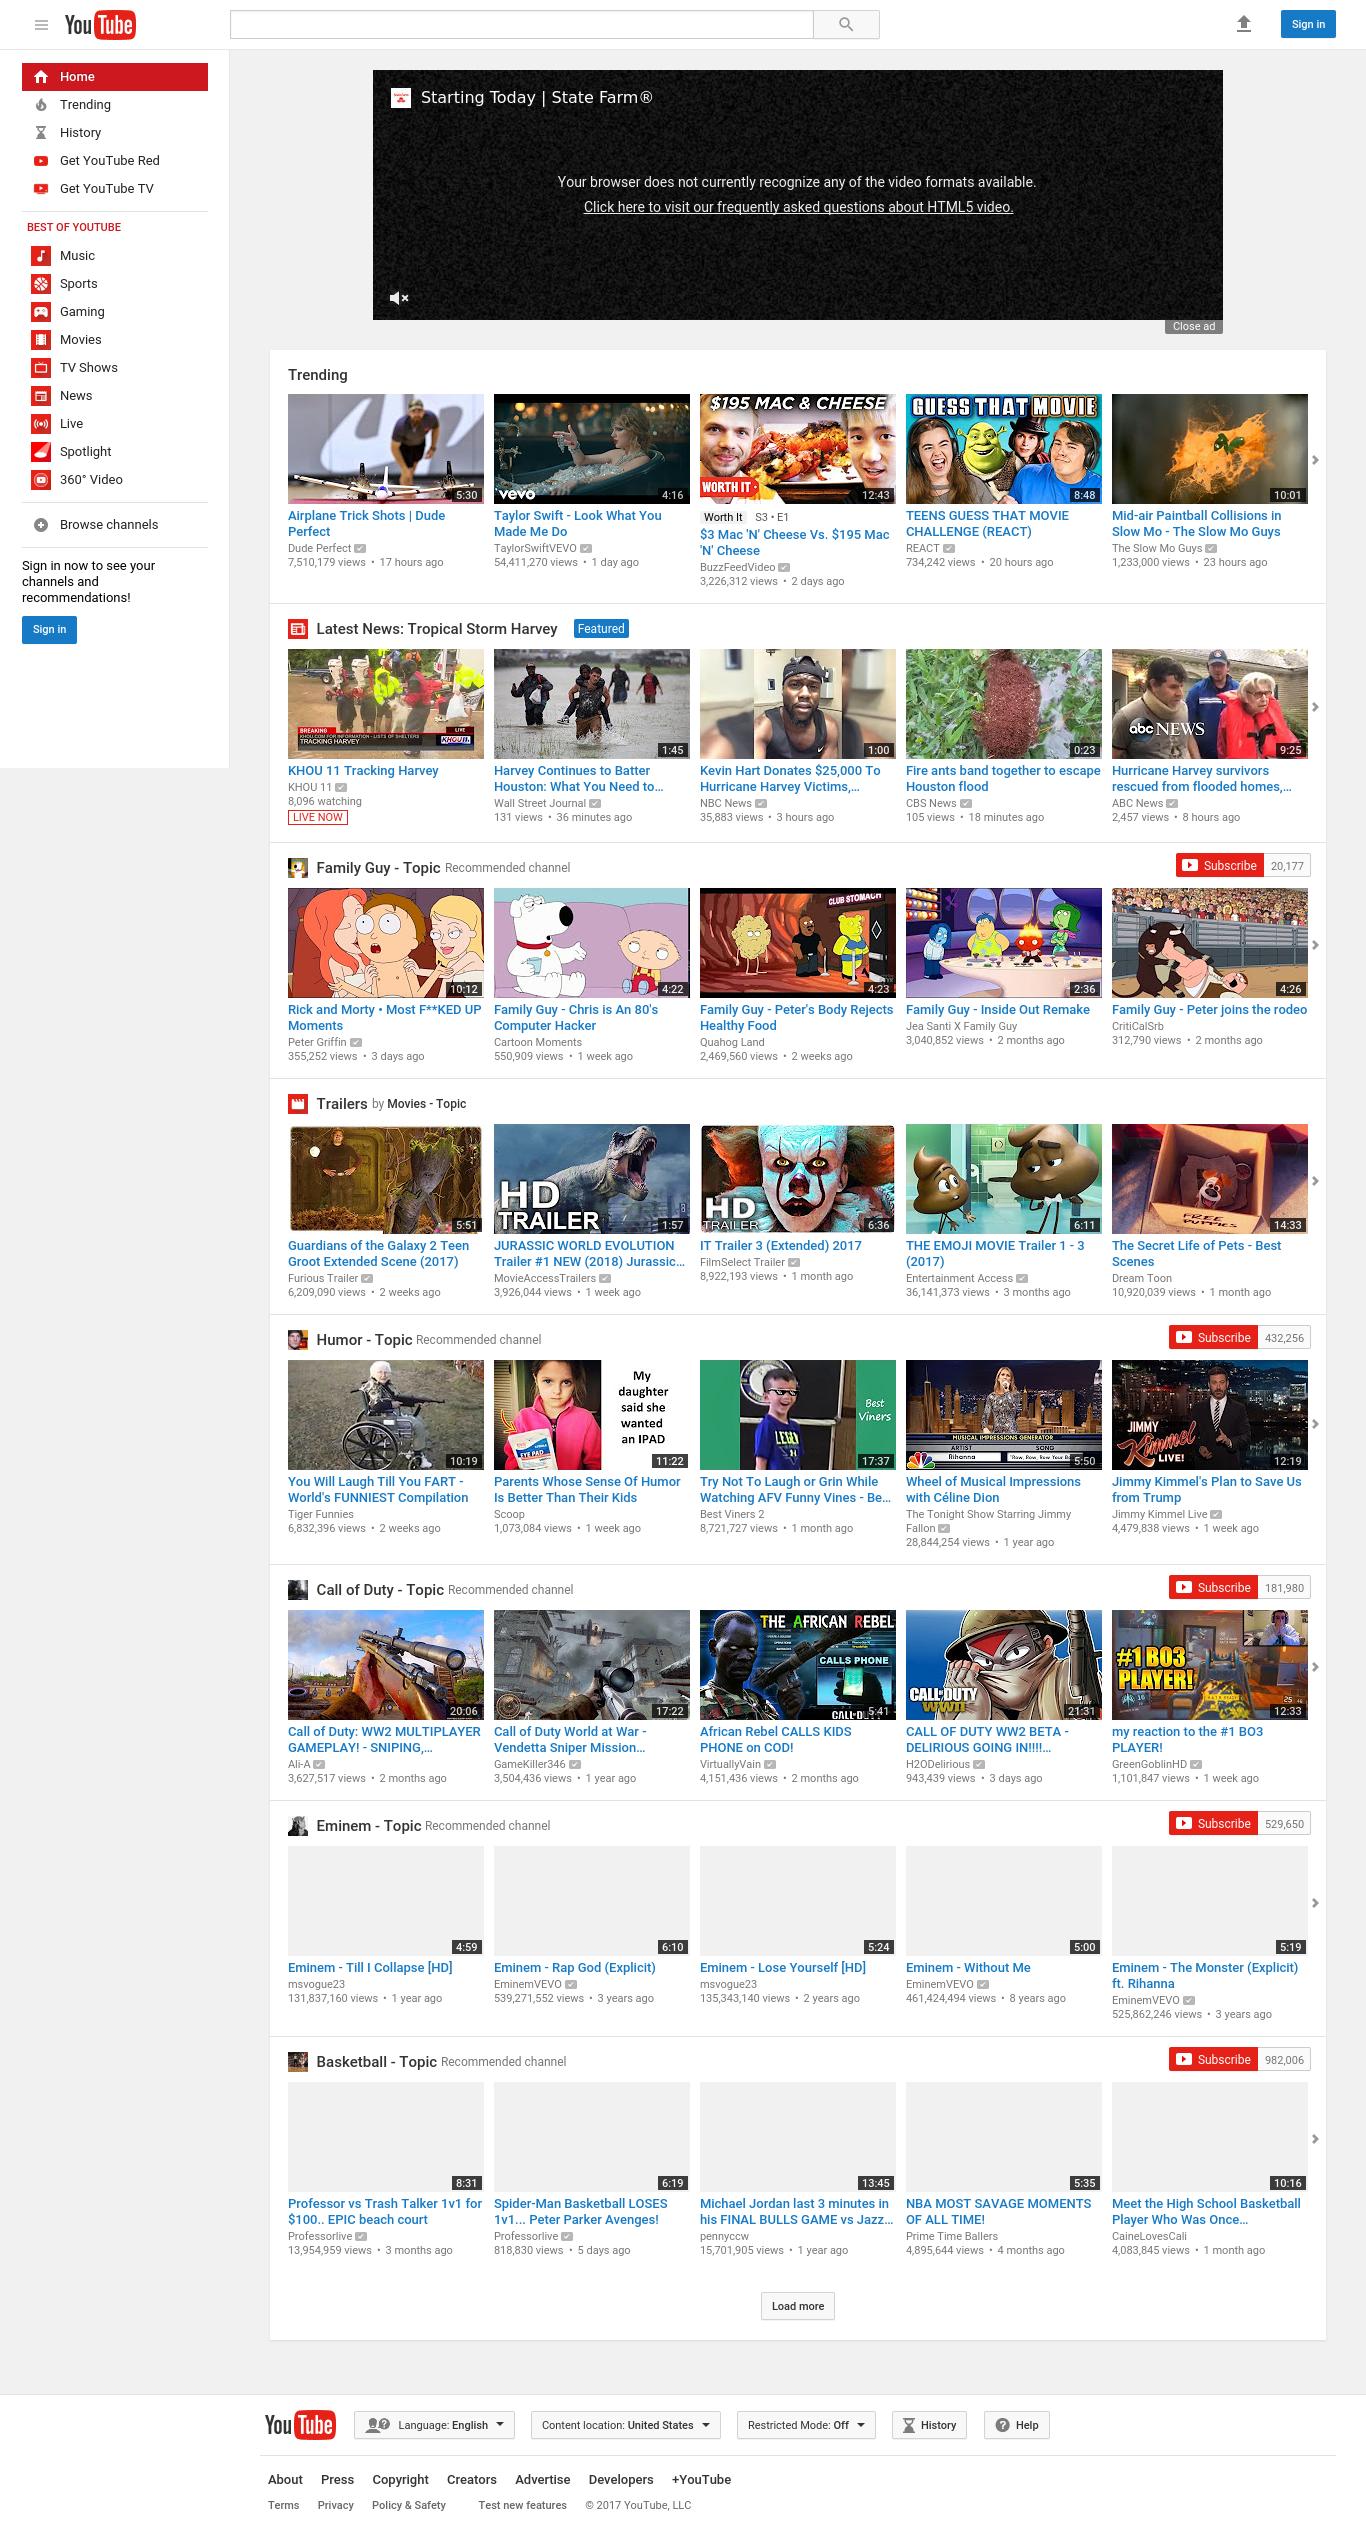 YouTube
Sign in
Home
Trending
History
Get YouTube Red
Get YouTube TV
BEST OF YOUTUBE
Music
Sports
Gaming
Movies
TV Shows
News
Live
Spotlight
360° Video
Browse channels
Sign in now to see your
channels and
recommendations!
Sign in
Starting Today | State Farm®
Your browser does not currently recognize any of the video formats available.
Click here to visit our frequently asked questions about HTML5 video.
Close ad
Trending
5:30
Airplane Trick Shots | Dude
Perfect
Dude Perfect
7,510,179 views • 17 hours ago
vevo
4:16
Taylor Swift - Look What You
Made Me Do
TaylorSwiftVEVO
54,411,270 views • 1 day ago
$195 MAC & CHEESE
WORTH IT
12:43
Worth It S3 • E1
$3 Mac 'N' Cheese Vs. $195 Mac
'N' Cheese
BuzzFeedVideo
3,226,312 views • 2 days ago
GUESS THAT MOVIE
8:48
TEENS GUESS THAT MOVIE
CHALLENGE (REACT)
REACT
734,242 views • 20 hours ago
10:01
Mid-air Paintball Collisions in
Slow Mo - The Slow Mo Guys
The Slow Mo Guys
1,233,000 views • 23 hours ago
Latest News: Tropical Storm Harvey Featured
BREAKING
LIVE
KHOU.COM FOR INFORMATION - LISTS OF SHELTERS
TRACKING HARVEY
KHOU 11
KHOU 11 Tracking Harvey
KHOU 11
8,096 watching
LIVE NOW
1:45
Harvey Continues to Batter
Houston: What You Need to...
Wall Street Journal
131 views • 36 minutes ago
1:00
Kevin Hart Donates $25,000 To
Hurricane Harvey Victims,...
NBC News
35,883 views • 3 hours ago
0:23
Fire ants band together to escape
Houston flood
CBS News
105 views • 18 minutes ago
abc NEWS
9:25
Hurricane Harvey survivors
rescued from flooded homes,...
ABC News
2,457 views • 8 hours ago
Family Guy - Topic Recommended channel
Subscribe 20,177
10:12
Rick and Morty • Most F**KED UP
Moments
Peter Griffin
355,252 views • 3 days ago
4:22
Family Guy - Chris is An 80's
Computer Hacker
Cartoon Moments
550,909 views • 1 week ago
CLUB STOMACH
4:23
Family Guy - Peter's Body Rejects
Healthy Food
Quahog Land
2,469,560 views • 2 weeks ago
2:36
Family Guy - Inside Out Remake
Jea Santi X Family Guy
3,040,852 views • 2 months ago
4:26
Family Guy - Peter joins the rodeo
CritiCalSrb
312,790 views • 2 months ago
Trailers by Movies - Topic
5:51
Guardians of the Galaxy 2 Teen
Groot Extended Scene (2017)
Furious Trailer
6,209,090 views • 2 weeks ago
HD
TRAILER
1:57
JURASSIC WORLD EVOLUTION
Trailer #1 NEW (2018) Jurassic...
MovieAccessTrailers
3,926,044 views • 1 week ago
HD
TRAILER
6:36
IT Trailer 3 (Extended) 2017
FilmSelect Trailer
8,922,193 views • 1 month ago
6:11
THE EMOJI MOVIE Trailer 1 - 3
(2017)
Entertainment Access
36,141,373 views • 3 months ago
FREE
PUPPIES
14:33
The Secret Life of Pets - Best
Scenes
Dream Toon
10,920,039 views • 1 month ago
Humor - Topic Recommended channel
Subscribe 432,256
10:19
You Will Laugh Till You FART -
World's FUNNIEST Compilation
Tiger Funnies
6,832,396 views • 2 weeks ago
My
daughter
said she
wanted
an IPAD
EYE PAD
11:22
Parents Whose Sense Of Humor
Is Better Than Their Kids
Scoop
1,073,084 views • 1 week ago
Best
Viners
17:37
Try Not To Laugh or Grin While
Watching AFV Funny Vines - Be...
Best Viners 2
8,721,727 views • 1 month ago
MUSICAL IMPRESSIONS GENERATOR
ARTIST SONG
Rihanna
5:50
Wheel of Musical Impressions
with Céline Dion
The Tonight Show Starring Jimmy
Fallon
28,844,254 views • 1 year ago
JIMMY
Kimmel
LIVE!
12:19
Jimmy Kimmel's Plan to Save Us
from Trump
Jimmy Kimmel Live
4,479,838 views • 1 week ago
Call of Duty - Topic Recommended channel
Subscribe 181,980
20:06
Call of Duty: WW2 MULTIPLAYER
GAMEPLAY! - SNIPING,...
Ali-A
3,627,517 views • 2 months ago
17:22
Call of Duty World at War -
Vendetta Sniper Mission...
GameKiller346
3,504,436 views • 1 year ago
THE AFRICAN REBEL
CALLS PHONE
5:41
African Rebel CALLS KIDS
PHONE on COD!
VirtuallyVain
4,151,436 views • 2 months ago
CALL OF DUTY
WWII
21:31
CALL OF DUTY WW2 BETA -
DELIRIOUS GOING IN!!!!...
H2ODelirious
943,439 views • 3 days ago
#1 BO3
PLAYER!
12:33
my reaction to the #1 BO3
PLAYER!
GreenGoblinHD
1,101,847 views • 1 week ago
Eminem - Topic Recommended channel
Subscribe 529,650
4:59
Eminem - Till I Collapse [HD]
msvogue23
131,837,160 views • 1 year ago
6:10
Eminem - Rap God (Explicit)
EminemVEVO
539,271,552 views • 3 years ago
5:24
Eminem - Lose Yourself [HD]
msvogue23
135,343,140 views • 2 years ago
5:00
Eminem - Without Me
EminemVEVO
461,424,494 views • 8 years ago
5:19
Eminem - The Monster (Explicit)
ft. Rihanna
EminemVEVO
525,862,246 views • 3 years ago
Basketball - Topic Recommended channel
Subscribe 982,006
8:31
Professor vs Trash Talker 1v1 for
$100.. EPIC beach court
Professorlive
13,954,959 views • 3 months ago
6:19
Spider-Man Basketball LOSES
1v1... Peter Parker Avenges!
Professorlive
818,830 views • 5 days ago
13:45
Michael Jordan last 3 minutes in
his FINAL BULLS GAME vs Jazz...
pennyccw
15,701,905 views • 1 year ago
5:35
NBA MOST SAVAGE MOMENTS
OF ALL TIME!
Prime Time Ballers
4,895,644 views • 4 months ago
10:16
Meet the High School Basketball
Player Who Was Once...
CaineLovesCali
4,083,845 views • 1 month ago
Load more
YouTube
Language: English
Content location: United States
Restricted Mode: Off
History
Help
About Press Copyright Creators Advertise Developers +YouTube
Terms Privacy Policy & Safety Test new features © 2017 YouTube, LLC